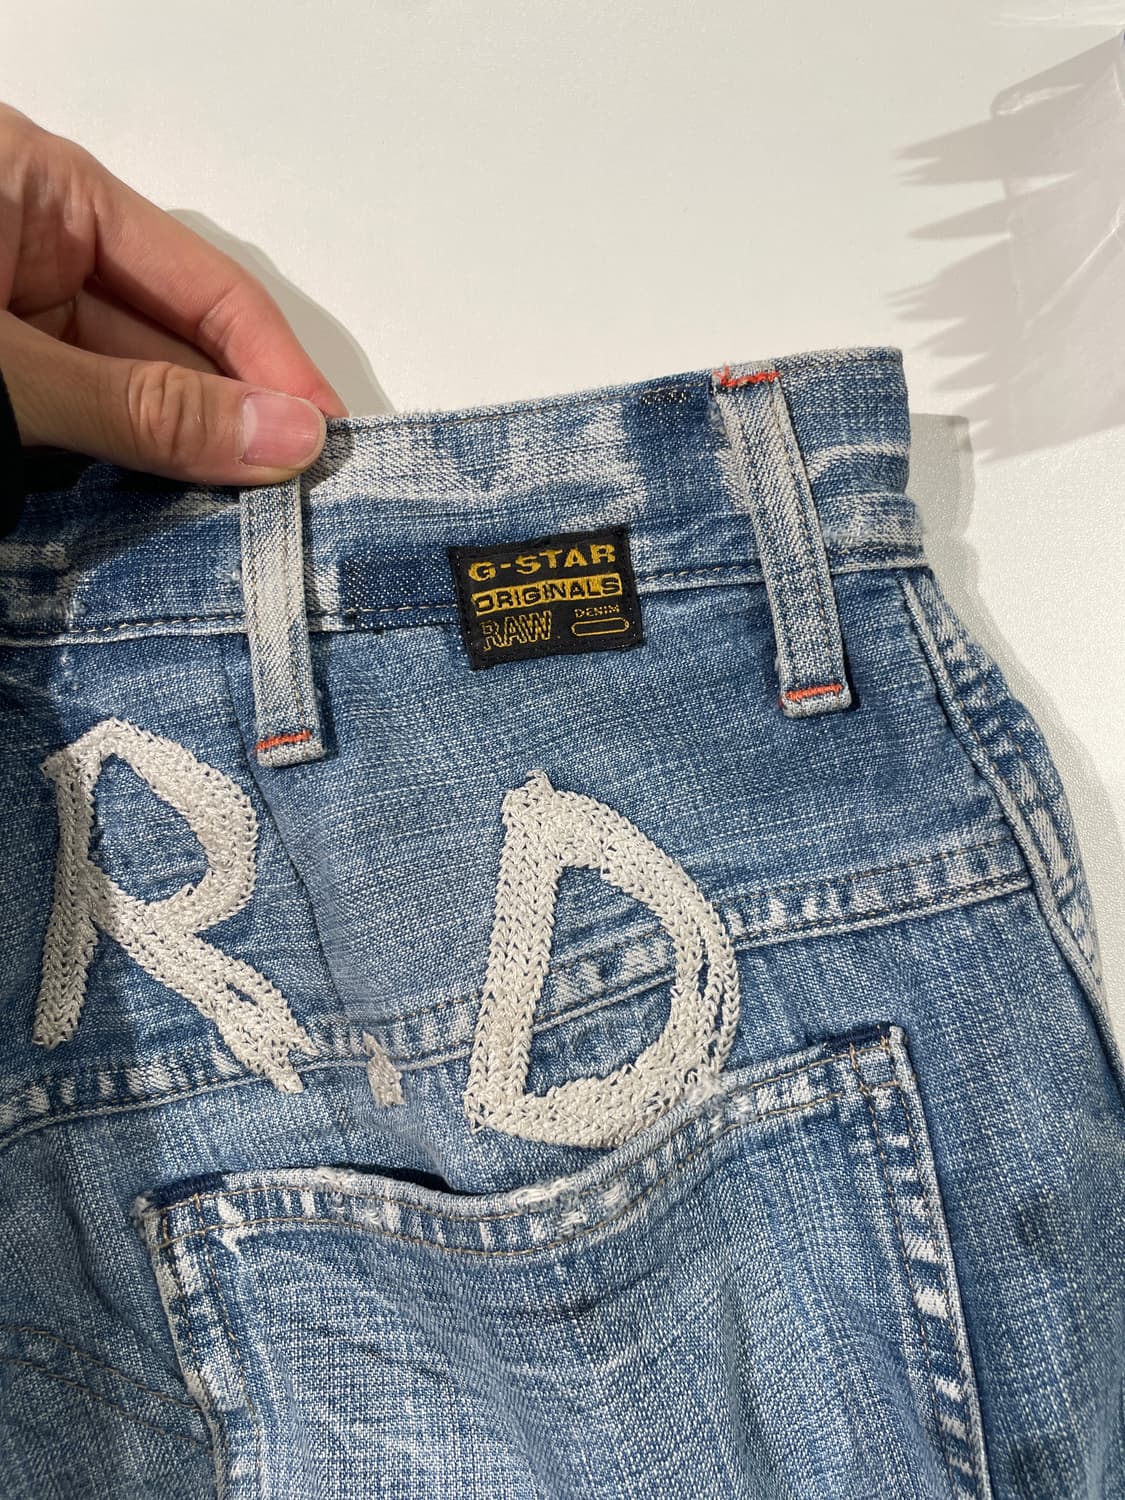 G-STAR
ORIGINALS
RAW DENIM
R.D